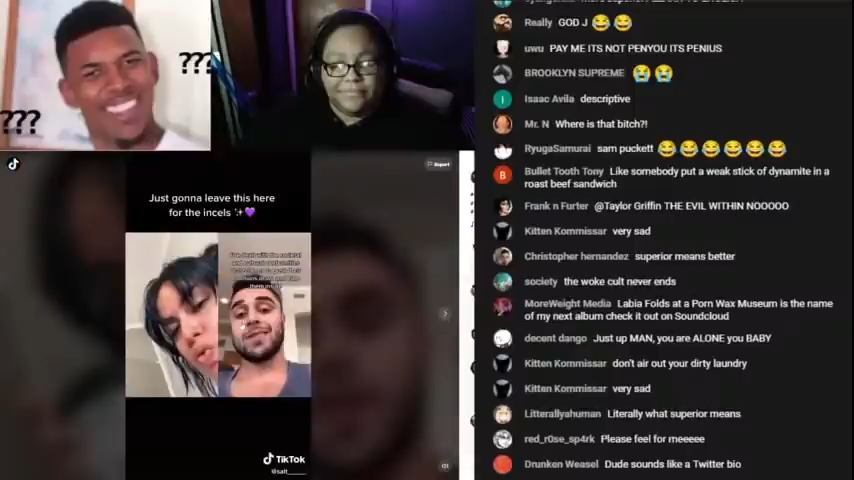 ???
???
Report
Just gonna leave this here
for the incels ✨💜
TikTok
@salt_____
Really GOD J 😂😂
uwu PAY ME ITS NOT PENYOU ITS PENIUS
BROOKLYN SUPREME 😭😭
Isaac Avila descriptive
Mr. N Where is that bitch?!
RyugaSamurai sam puckett 😂😂😂😂😂😂
Bullet Tooth Tony Like somebody put a weak stick of dynamite in a
roast beef sandwich
Frank n Furter @Taylor Griffin THE EVIL WITHIN NOOOOO
Kitten Kommissar very sad
Christopher hernandez superior means better
society the woke cult never ends
MoreWeight Media Labia Folds at a Porn Wax Museum is the name
of my next album check it out on Soundcloud
decent dango Just up MAN, you are ALONE you BABY
Kitten Kommissar don't air out your dirty laundry
Kitten Kommissar very sad
Litterallyahuman Literally what superior means
red_r0se_sp4rk Please feel for meeeee
Drunken Weasel Dude sounds like a Twitter bio